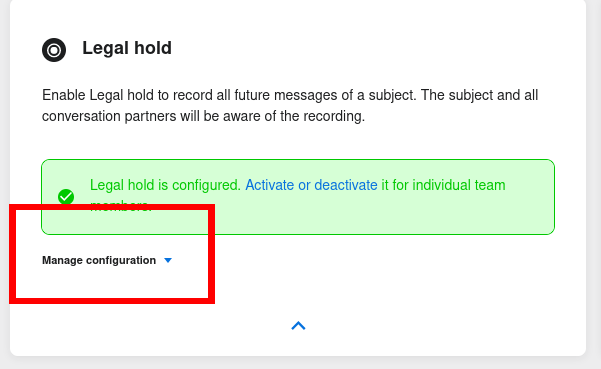 Legal hold
Enable Legal hold to record all future messages of a subject. The subject and all
conversation partners will be aware of the recording.
Legal hold is configured. Activate or deactivate it for individual team
members.
Manage configuration